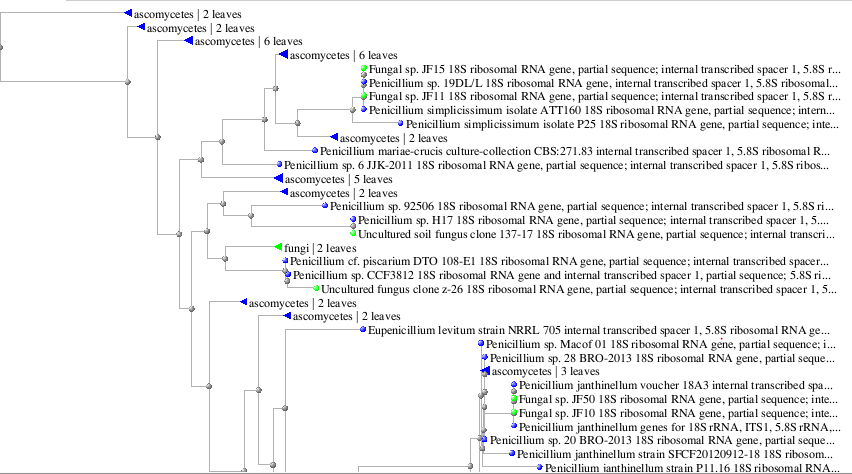 ascomycetes | 2 leaves
ascomycetes | 2 leaves
ascomycetes | 6 leaves
ascomycetes | 6 leaves
Fungal sp. JF15 18S ribosomal RNA gene, partial sequence; internal transcribed spacer 1, 5.8S r...
Penicillium sp. 19DL/L 18S ribosomal RNA gene, internal transcribed spacer 1, 5.8S ribosomal...
Fungal sp. JF11 18S ribosomal RNA gene, partial sequence; internal transcribed spacer 1, 5.8S r...
Penicillium simplicissimum isolate ATT160 18S ribosomal RNA gene, partial sequence; intern...
Penicillium simplicissimum isolate P25 18S ribosomal RNA gene, partial sequence; inte...
ascomycetes | 2 leaves
Penicillium mariae-crucis culture-collection CBS:271.83 internal transcribed spacer 1, 5.8S ribosomal R...
Penicillium sp. 6 JJK-2011 18S ribosomal RNA gene, partial sequence; internal transcribed spacer 1, 5.8S ribos...
ascomycetes | 5 leaves
ascomycetes | 2 leaves
Penicillium sp. 92506 18S ribosomal RNA gene, partial sequence; internal transcribed spacer 1, 5.8S ri...
Penicillium sp. H17 18S ribosomal RNA gene, partial sequence; internal transcribed spacer 1, 5....
Uncultured soil fungus clone 137-17 18S ribosomal RNA gene, partial sequence; internal transcri...
fungi | 2 leaves
Penicillium cf. piscarium DTO 108-E1 18S ribosomal RNA gene, partial sequence; internal transcribed spacer...
Penicillium sp. CCF3812 18S ribosomal RNA gene and internal transcribed spacer 1, partial sequence; 5.8S ri...
Uncultured fungus clone z-26 18S ribosomal RNA gene, partial sequence; internal transcribed spacer 1, 5...
ascomycetes | 2 leaves
ascomycetes | 2 leaves
Eupenicillium levitum strain NRRL 705 internal transcribed spacer 1, 5.8S ribosomal RNA ge...
Penicillium sp. Macof 01 18S ribosomal RNA gene, partial sequence; i...
Penicillium sp. 28 BRO-2013 18S ribosomal RNA gene, partial seque...
ascomycetes | 3 leaves
Penicillium janthinellum voucher 18A3 internal transcribed spa...
Fungal sp. JF50 18S ribosomal RNA gene, partial sequence; inte...
Fungal sp. JF10 18S ribosomal RNA gene, partial sequence; inte...
Penicillium janthinellum genes for 18S rRNA, ITS1, 5.8S rRNA,...
Penicillium sp. 20 BRO-2013 18S ribosomal RNA gene, partial seque...
Penicillium janthinellum strain SFCF20120912-18 18S ribosom...
Penicillium janthinellum strain P11.16 18S ribosomal RNA...